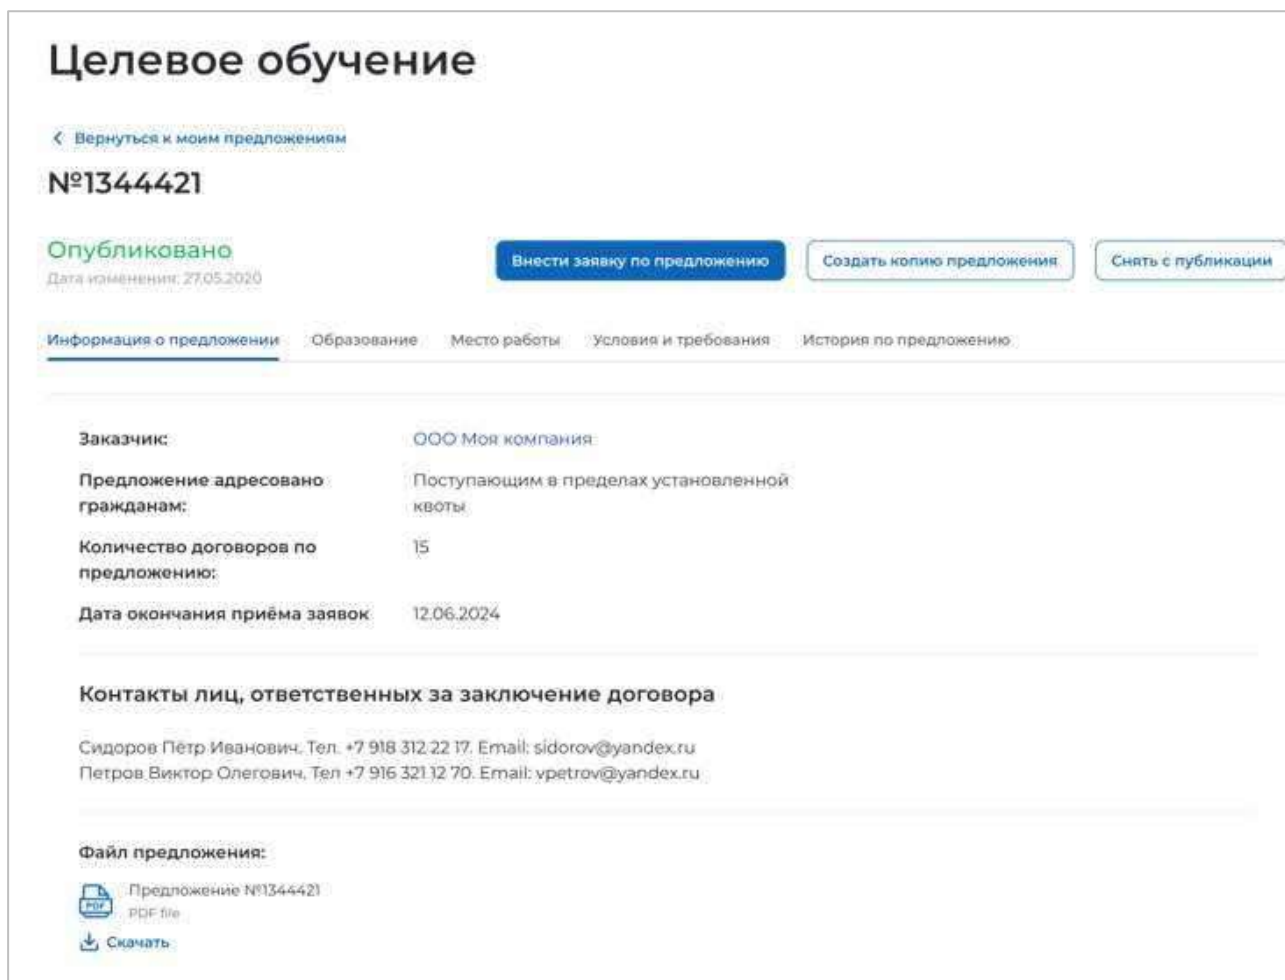 Целевое обучение
Вернуться к моим предложениям
№1344421
Опубликовано
Дата изменения: 27.05.2020
Внести заявку по предложению
Создать копию предложения
Снять с публикации
Информация о предложении
Образование
Место работы
Условия и требования
История по предложению
Заказчик:
ООО Моя компания
Предложение адресовано
гражданам:
Поступающим в пределах установленной
квоты
Количество договоров по
предложению:
15
Дата окончания приёма заявок
12.06.2024
Контакты лиц, ответственных за заключение договора
Сидоров Пётр Иванович. Тел. +7 918 312 22 17. Email: sidorov@yandex.ru
Петров Виктор Олегович. Тел +7 916 321 12 70. Email: vpetrov@yandex.ru
Файл предложения:
PDF
Предложение №1344421
PDF file
Скачать